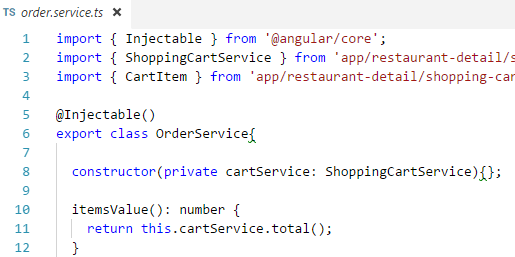 TS order.service.ts ×
1 import { Injectable } from '@angular/core';
2 import { ShoppingCartService } from 'app/restaurant-detail/s
3 import { CartItem } from 'app/restaurant-detail/shopping-car
4
5 @Injectable()
6 export class OrderService{
7
8 constructor(private cartService: ShoppingCartService){};
9
10 itemsValue(): number {
11 return this.cartService.total();
12 }